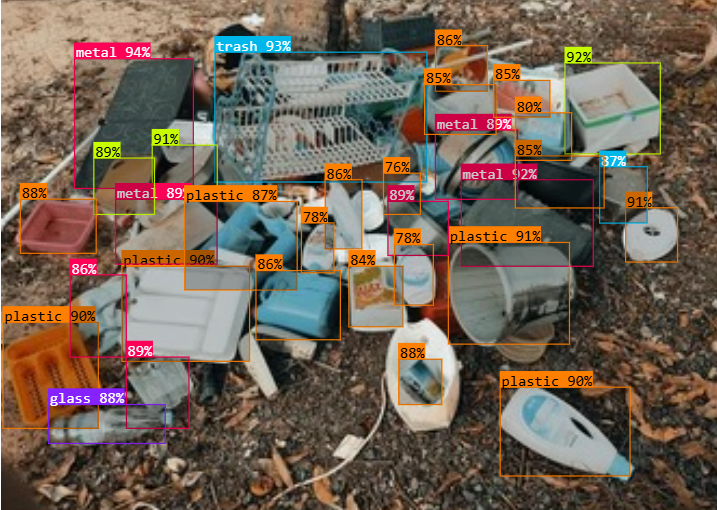 86%
metal 94%
trash 93%
92%
85%
85%
80%
metal 89%
91%
89%
85%
87%
76%
metal 92%
86%
88%
metal 89%
plastic 87%
89%
91%
78%
78%
plastic 91%
plastic 90%
86%
86%
84%
plastic 90%
89%
88%
plastic 90%
glass 88%